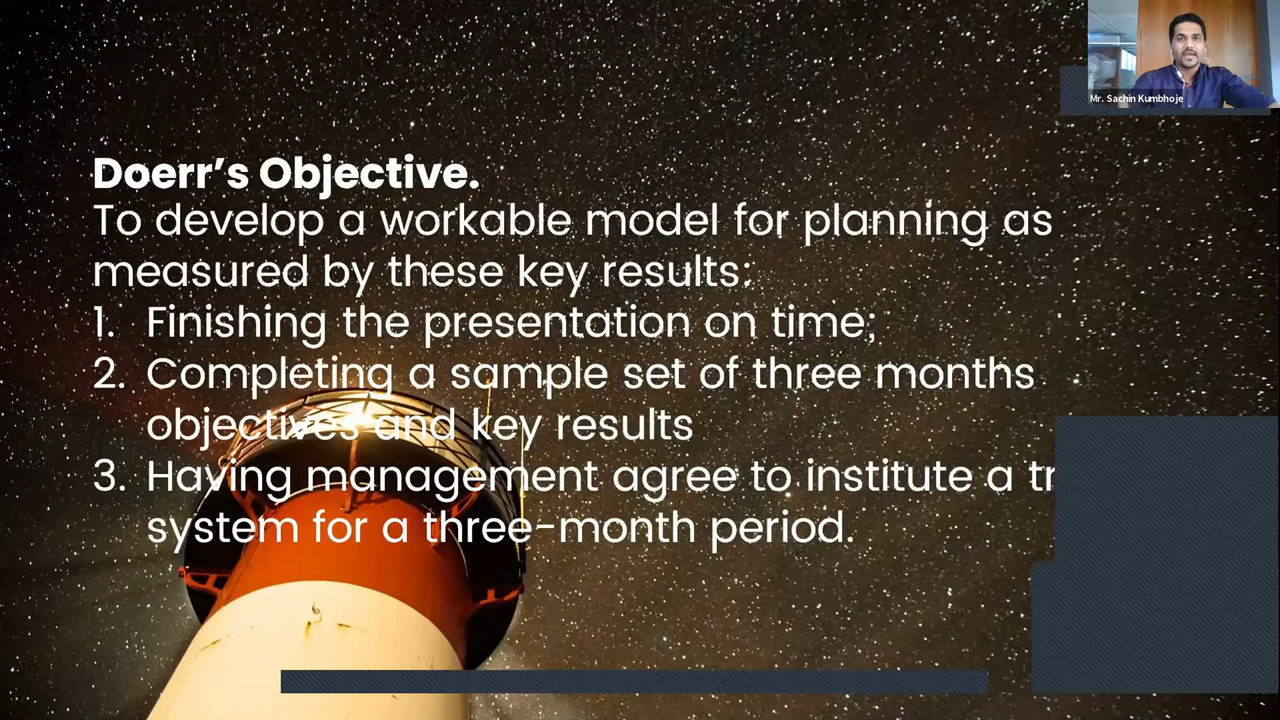 Mr. Sachin Kumbhoje
Doerr's Objective.
To develop a workable model for planning as
measured by these key results:
1. Finishing the presentation on time;
2. Completing a sample set of three months
objectives and key results
3. Having management agree to institute a
system for a three-month period.